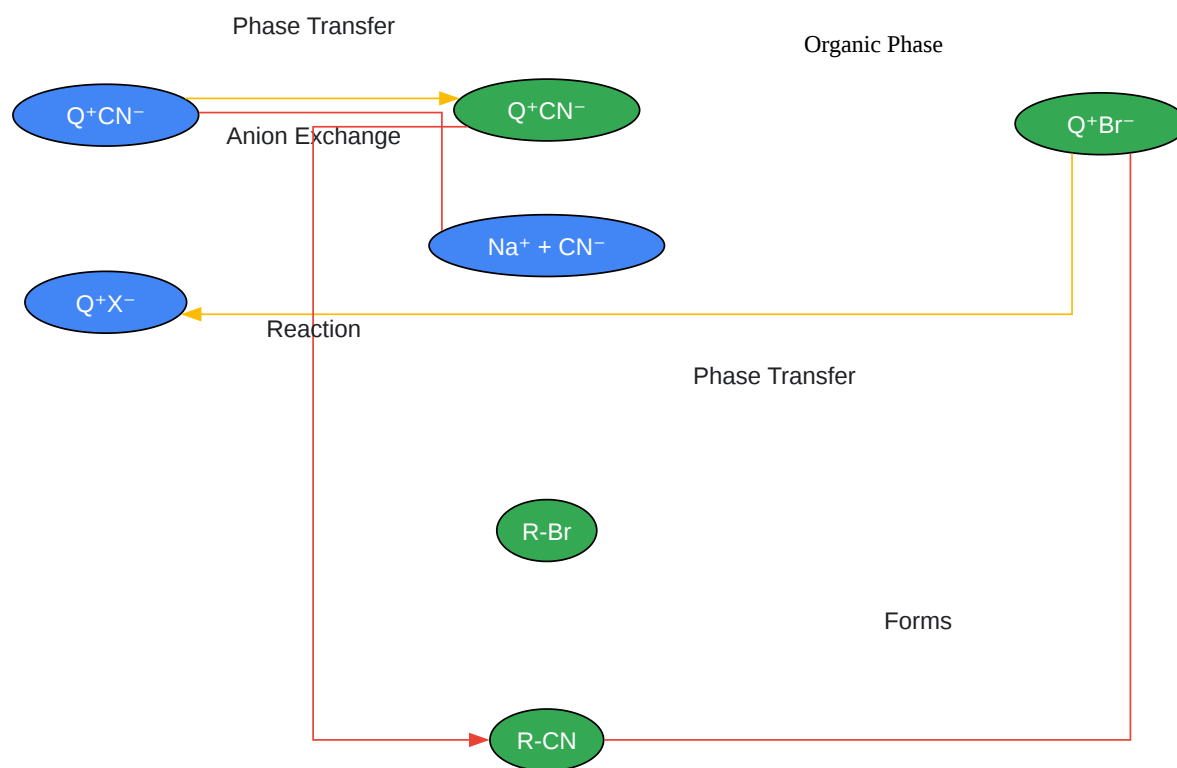 Phase Transfer
Organic Phase
Q⁺CN⁻
Q⁺CN⁻
Q⁺Br⁻
Anion Exchange
Na⁺ + CN⁻
Q⁺X⁻
Reaction
Phase Transfer
R-Br
Forms
R-CN